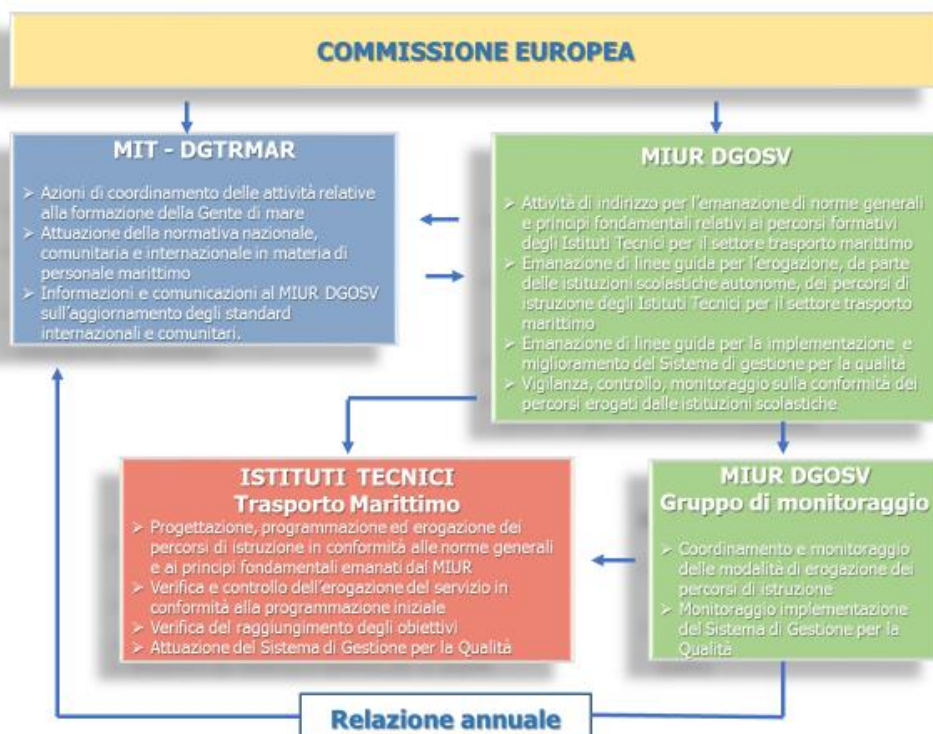 COMMISSIONE EUROPEA
MIT - DGTRMAR
➢ Azioni di coordinamento delle attività relative
alla formazione della Gente di mare
➢ Attuazione della normativa nazionale,
comunitaria e internazionale in materia di
personale marittimo
➢ Informazioni e comunicazioni al MIUR DGOSV
sull'aggiornamento degli standard
internazionali e comunitari.
MIUR DGOSV
➢ Attività di indirizzo per l'emanazione di norme generali
e principi fondamentali relativi ai percorsi formativi
degli Istituti Tecnici per il settore trasporto marittimo
➢ Emanazione di linee guida per l'erogazione, da parte
delle istituzioni scolastiche autonome, dei percorsi di
istruzione degli Istituti Tecnici per il settore trasporto
marittimo
➢ Emanazione di linee guida per la implementazione e
miglioramento del Sistema di gestione per la qualità
➢ Vigilanza, controllo, monitoraggio sulla conformità dei
percorsi erogati dalle istituzioni scolastiche
ISTITUTI TECNICI
Trasporto Marittimo
➢ Progettazione, programmazione ed erogazione dei
percorsi di istruzione in conformità alle norme generali
e ai principi fondamentali emanati dal MIUR
➢ Verifica e controllo dell'erogazione del servizio in
conformità alla programmazione iniziale
➢ Verifica del raggiungimento degli obiettivi
➢ Attuazione del Sistema di Gestione per la Qualità
MIUR DGOSV
Gruppo di monitoraggio
➢ Coordinamento e monitoraggio
delle modalità di erogazione dei
percorsi di istruzione
➢ Monitoraggio implementazione
del Sistema di Gestione per la
Qualità
Relazione annuale